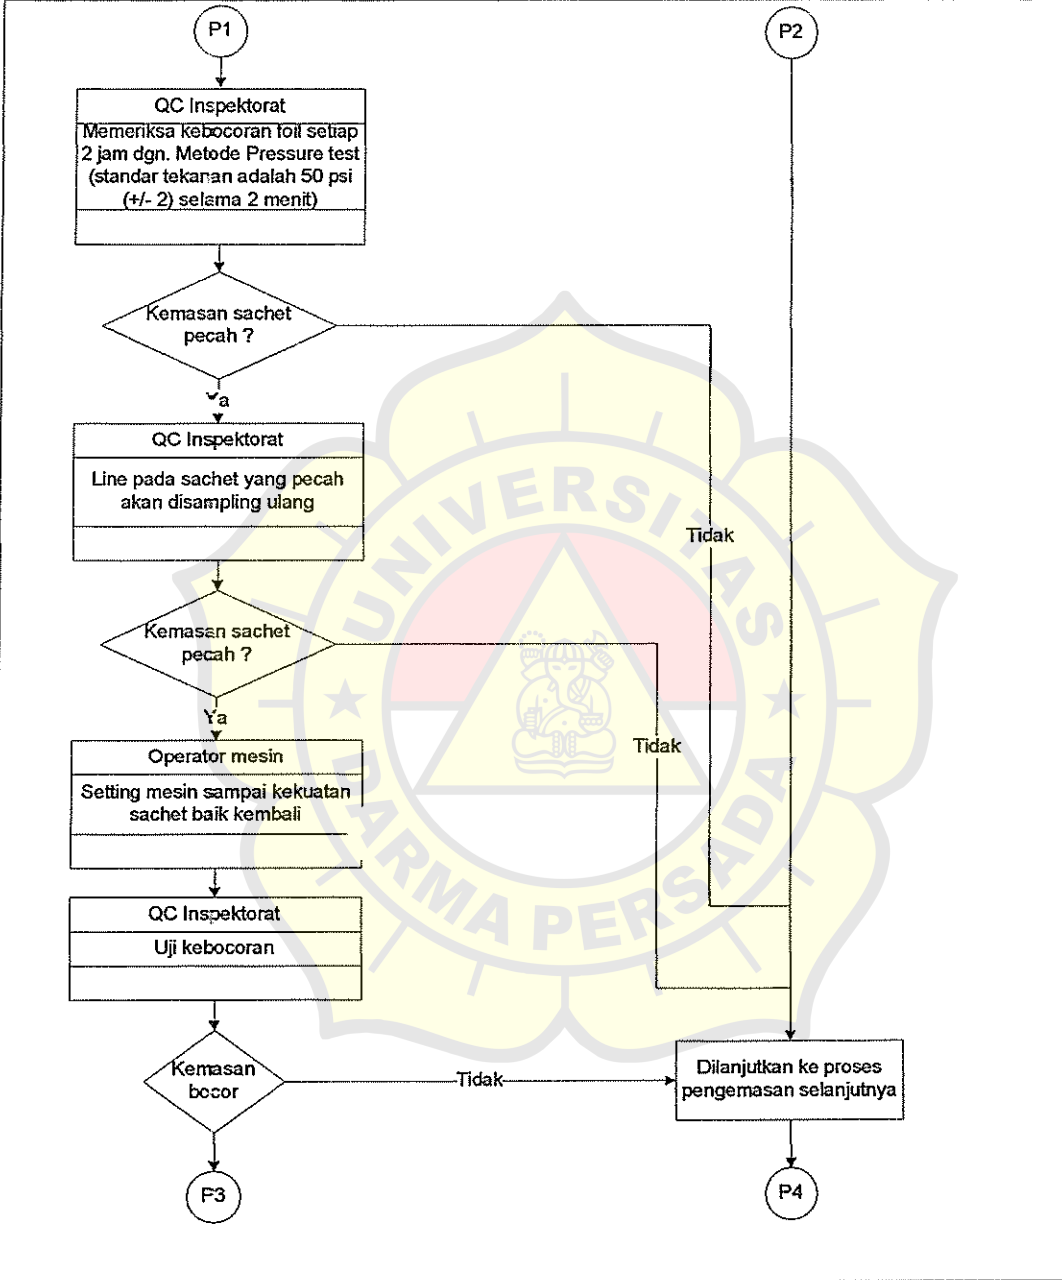 P1
P2
QC Inspektorat
Memeriksa kebocoran foil setiap
2 jam dgn. Metode Pressure test
(standar tekanan adalah 50 psi
(+/- 2) selama 2 menit)
Kemasan sachet
pecah ?
Ya
QC Inspektorat
Line pada sachet yang pecah
akan disampling ulang
Tidak
Kemasan sachet
pecah ?
Ya
Tidak
Operator mesin
Setting mesin sampai kekuatan
sachet baik kembali
QC Inspektorat
Uji kebocoran
Kemasan
bocor
Tidak
Dilanjutkan ke proses
pengemasan selanjutnya
P3
P4
UNIVERSITAS
DARMA PERSADA